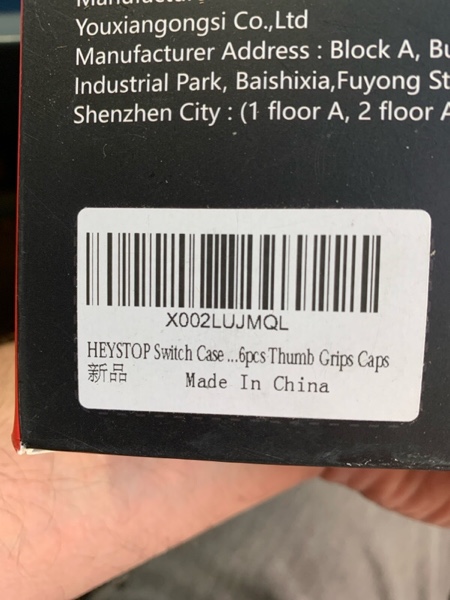 Youxiangongsi Co.,Ltd
Manufacturer Address : Block A,
Industrial Park, Baishixia,Fuyong
Shenzhen City : (1 floor A, 2 floor
X002LUJMQL
HEYSTOP Switch Case ...6pcs Thumb Grips Caps
新品
Made In China